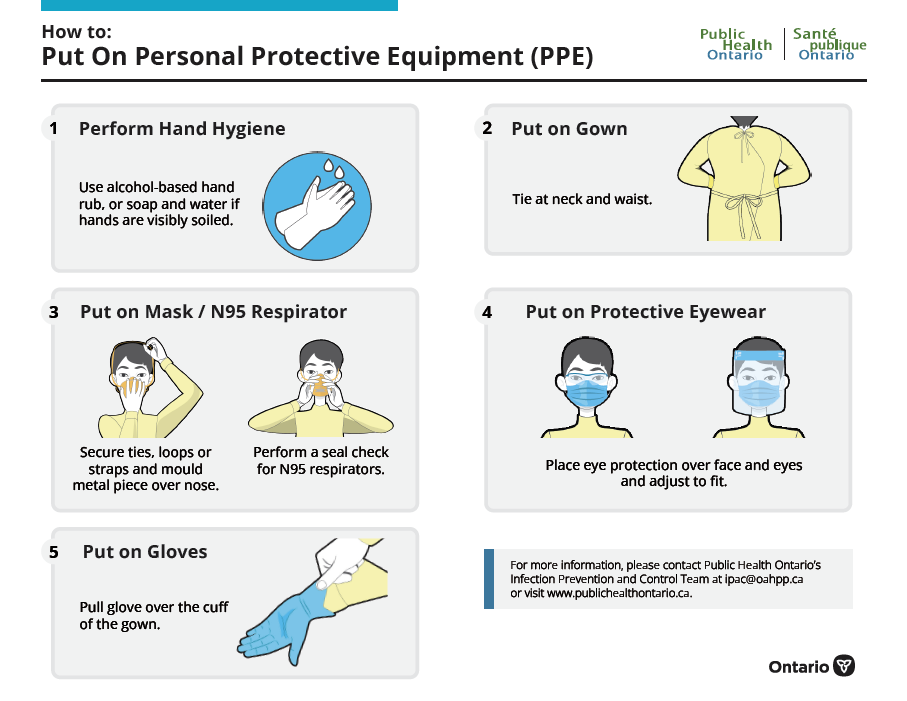 How to:
Put On Personal Protective Equipment (PPE)
Public
Health
Ontario
Santé
publique
Ontario
1 Perform Hand Hygiene
Use alcohol-based hand
rub, or soap and water if
hands are visibly soiled.
2 Put on Gown
Tie at neck and waist.
3 Put on Mask / N95 Respirator
Secure ties, loops or
straps and mould
metal piece over nose.
Perform a seal check
for N95 respirators.
4 Put on Protective Eyewear
Place eye protection over face and eyes
and adjust to fit.
5 Put on Gloves
Pull glove over the cuff
of the gown.
For more information, please contact Public Health Ontario’s
Infection Prevention and Control Team at ipac@oahpp.ca
or visit www.publichealthontario.ca.
Ontario